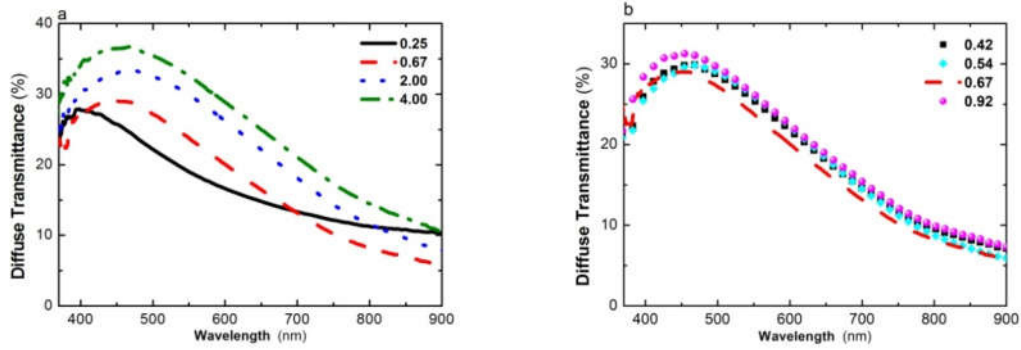 a
Diffuse Transmittance (%)
40
30
20
10
0
0.25
0.67
2.00
4.00
400 500 600 700 800 900
Wavelength (nm)
b
Diffuse Transmittance (%)
30
20
10
0
0.42
0.54
0.67
0.92
400 500 600 700 800 900
Wavelength (nm)